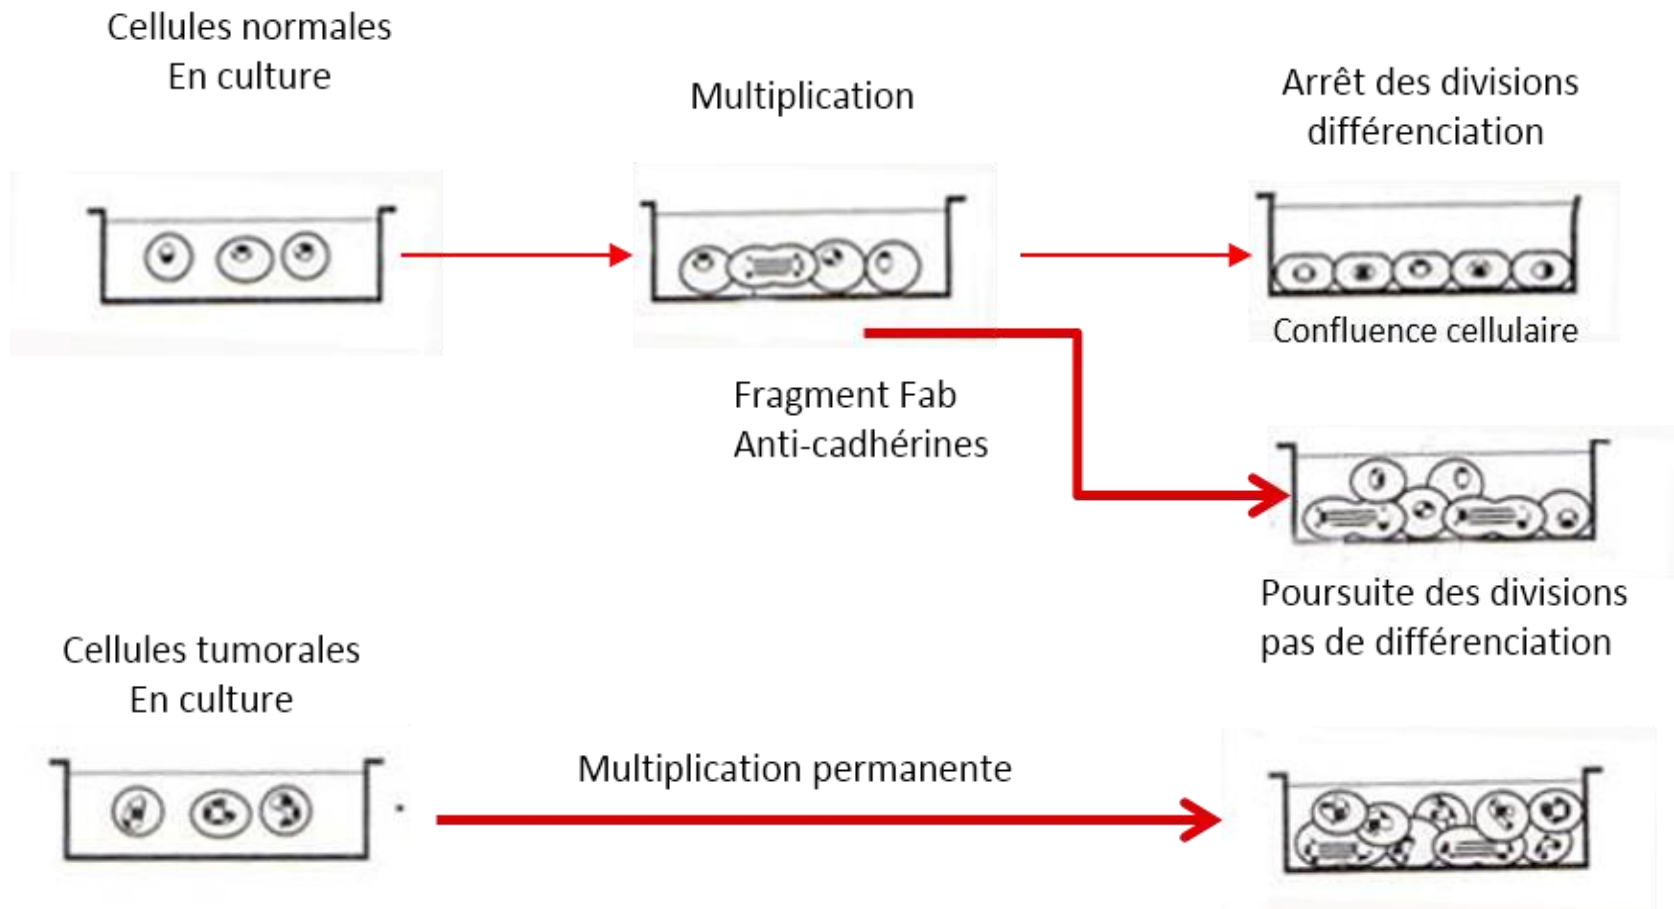 Cellules normales
En culture
Multiplication
Arrêt des divisions
différenciation
Confluence cellulaire
Fragment Fab
Anti-cadhérines
Poursuite des divisions
pas de différenciation
Cellules tumorales
En culture
Multiplication permanente